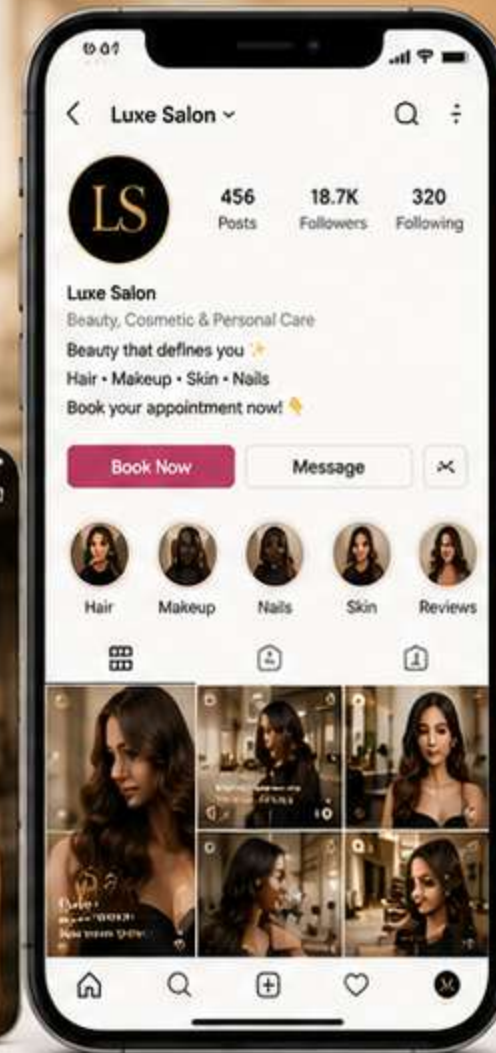 Luxe Salon
LS
456 18.7K 320
Posts Followers Following
Luxe Salon
Beauty, Cosmetic & Personal Care
Beauty that defines you ✨
Hair • Makeup • Skin • Nails
Book your appointment now! 👇
Book Now Message
Hair Makeup Nails Skin Reviews